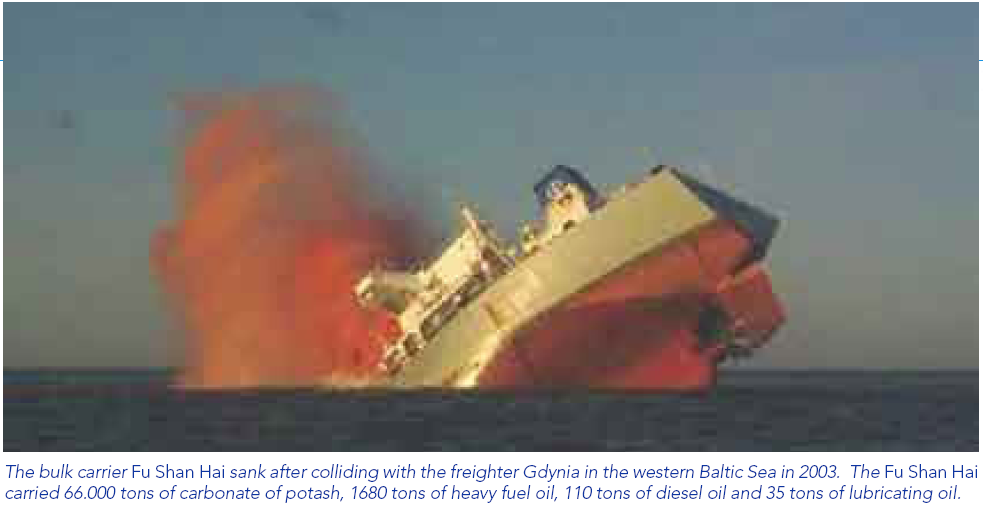 The bulk carrier Fu Shan Hai sank after colliding with the freighter Gdynia in the western Baltic Sea in 2003.  The Fu Shan Hai
carried 66.000 tons of carbonate of potash, 1680 tons of heavy fuel oil, 110 tons of diesel oil and 35 tons of lubricating oil.